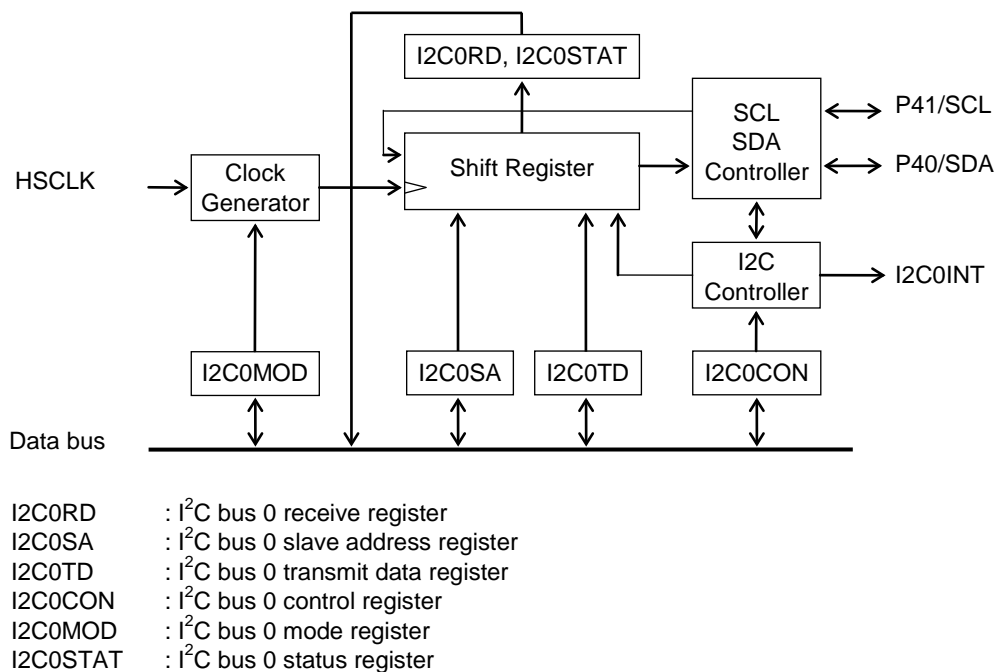 I2C0RD, I2C0STAT
SCL
SDA
Controller
P41/SCL
P40/SDA
HSCLK
Clock
Generator
Shift Register
I2C
Controller
I2C0INT
I2C0MOD
I2C0SA
I2C0TD
I2C0CON
Data bus
I2C0RD : I²C bus 0 receive register
I2C0SA : I²C bus 0 slave address register
I2C0TD : I²C bus 0 transmit data register
I2C0CON : I²C bus 0 control register
I2C0MOD : I²C bus 0 mode register
I2C0STAT : I²C bus 0 status register